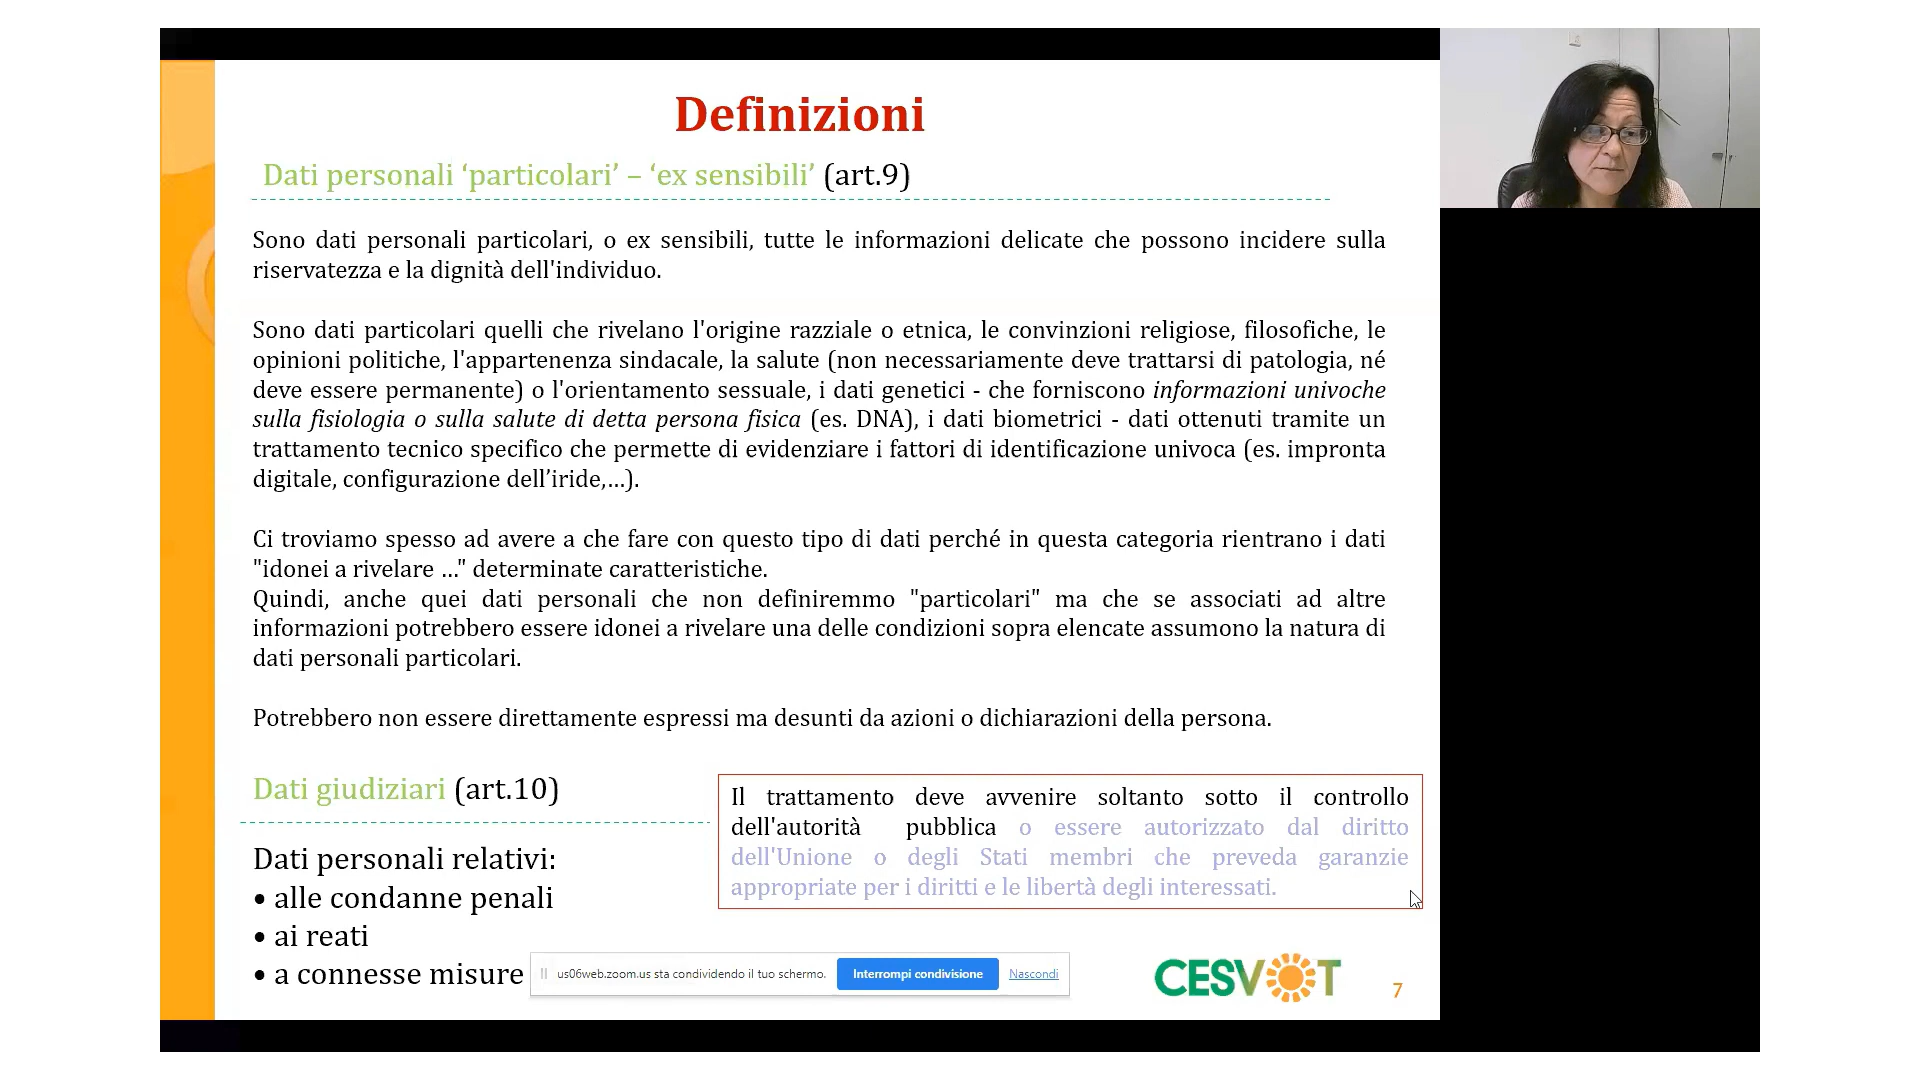 Definizioni
Dati personali ‘particolari’ – ‘ex sensibili’ (art.9)
Sono dati personali particolari, o ex sensibili, tutte le informazioni delicate che possono incidere sulla
riservatezza e la dignità dell'individuo.
Sono dati particolari quelli che rivelano l'origine razziale o etnica, le convinzioni religiose, filosofiche, le
opinioni politiche, l'appartenenza sindacale, la salute (non necessariamente deve trattarsi di patologia, né
deve essere permanente) o l'orientamento sessuale, i dati genetici - che forniscono informazioni univoche
sulla fisiologia o sulla salute di detta persona fisica (es. DNA), i dati biometrici - dati ottenuti tramite un
trattamento tecnico specifico che permette di evidenziare i fattori di identificazione univoca (es. impronta
digitale, configurazione dell’iride,…).
Ci troviamo spesso ad avere a che fare con questo tipo di dati perché in questa categoria rientrano i dati
"idonei a rivelare …" determinate caratteristiche.
Quindi, anche quei dati personali che non definiremmo "particolari" ma che se associati ad altre
informazioni potrebbero essere idonei a rivelare una delle condizioni sopra elencate assumono la natura di
dati personali particolari.
Potrebbero non essere direttamente espressi ma desunti da azioni o dichiarazioni della persona.
Dati giudiziari (art.10)
Dati personali relativi:
• alle condanne penali
• ai reati
• a connesse misure
Il trattamento deve avvenire soltanto sotto il controllo
dell'autorità pubblica o essere autorizzato dal diritto
dell'Unione o degli Stati membri che preveda garanzie
appropriate per i diritti e le libertà degli interessati.
us06web.zoom.us sta condividendo il tuo schermo. Interrompi condivisione Nascondi
CESVOT
7